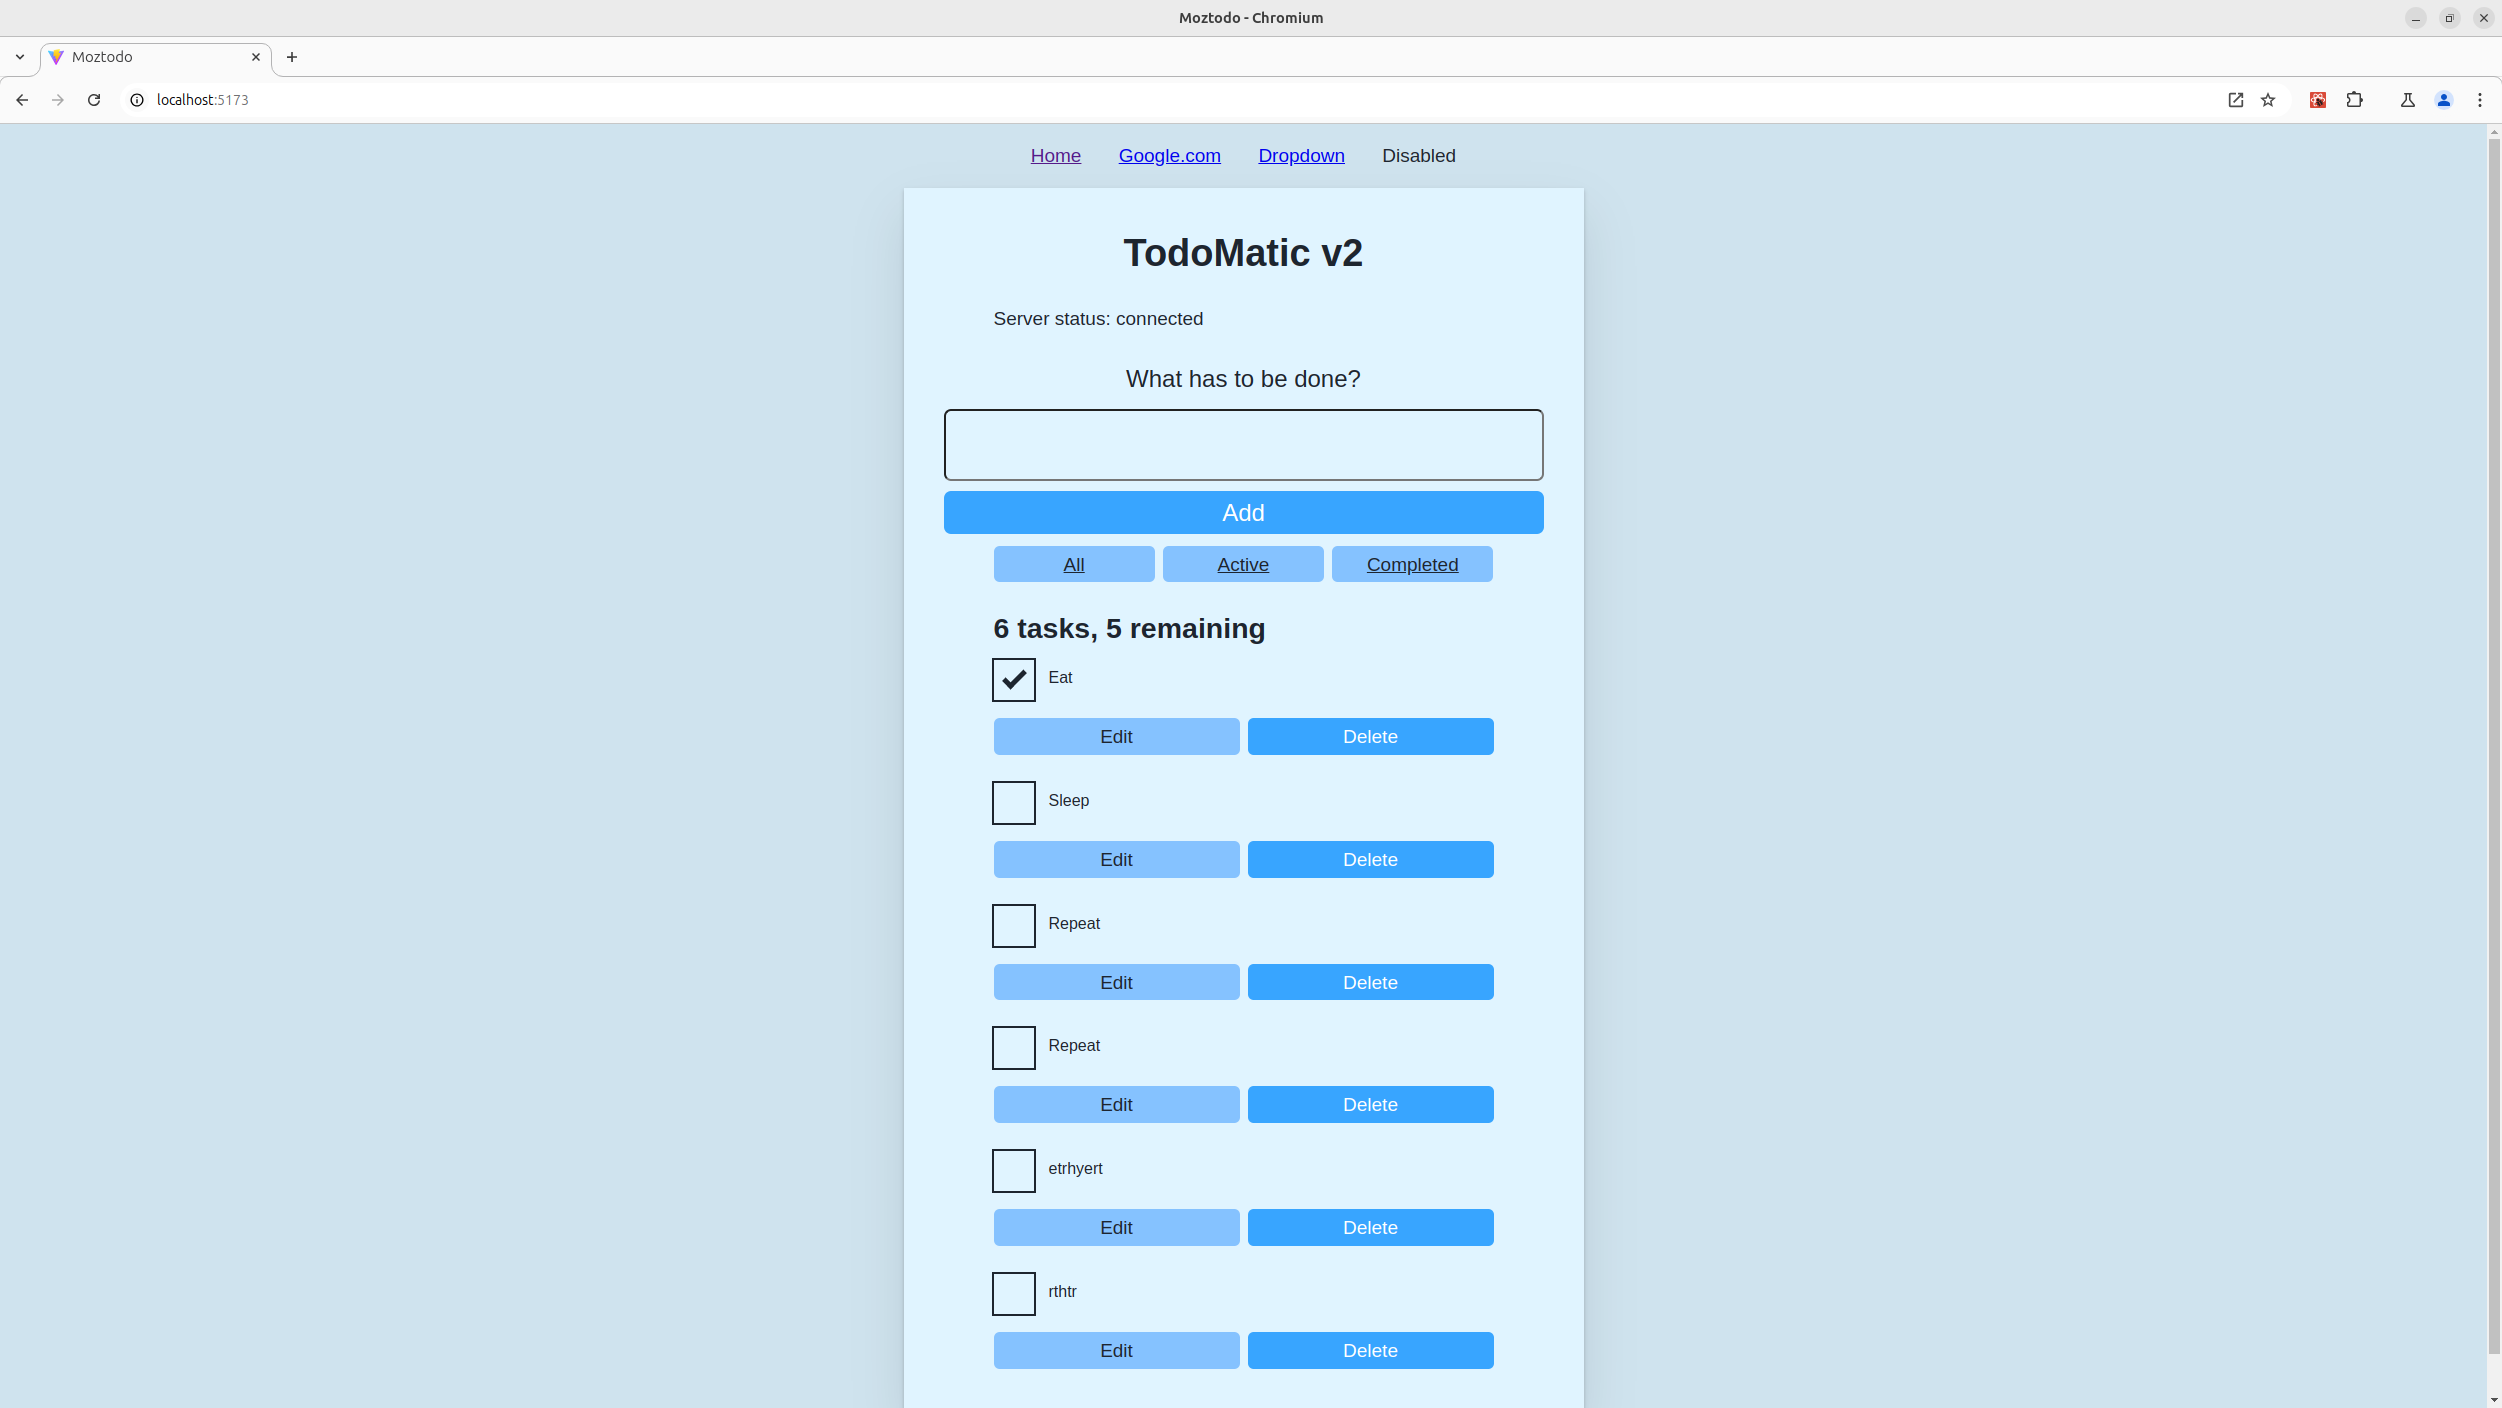 Moztodo - Chromium
Moztodo
localhost:5173
Home Google.com Dropdown Disabled
TodoMatic v2
Server status: connected
What has to be done?
Add
All Active Completed
6 tasks, 5 remaining
Eat
Edit Delete
Sleep
Edit Delete
Repeat
Edit Delete
Repeat
Edit Delete
etrhyert
Edit Delete
rthtr
Edit Delete